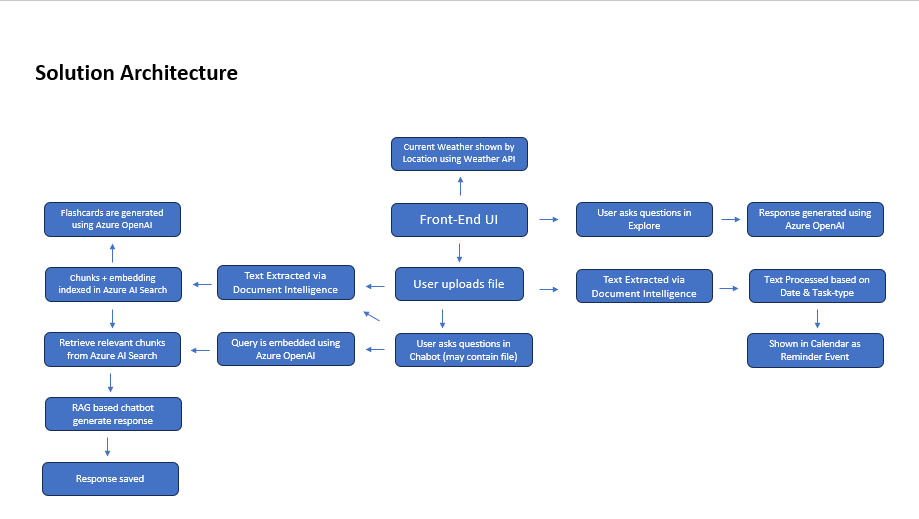 Solution Architecture
Current Weather shown by
Location using Weather API
Flashcards are generated
using Azure OpenAI
Front-End UI
User asks questions in
Explore
Response generated using
Azure OpenAI
Chunks + embedding
indexed in Azure AI Search
Text Extracted via
Document Intelligence
User uploads file
Text Extracted via
Document Intelligence
Text Processed based on
Date & Task-type
Retrieve relevant chunks
from Azure AI Search
Query is embedded using
Azure OpenAI
User asks questions in
Chabot (may contain file)
Shown in Calendar as
Reminder Event
RAG based chatbot
generate response
Response saved